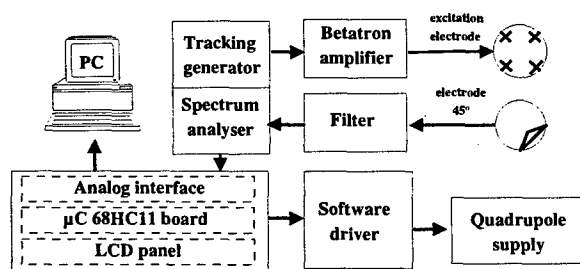 PC
Tracking
generator
Betatron
amplifier
excitation
electrode
Spectrum
analyser
Filter
electrode
45°
Analog interface
µC 68HC11 board
LCD panel
Software
driver
Quadrupole
supply